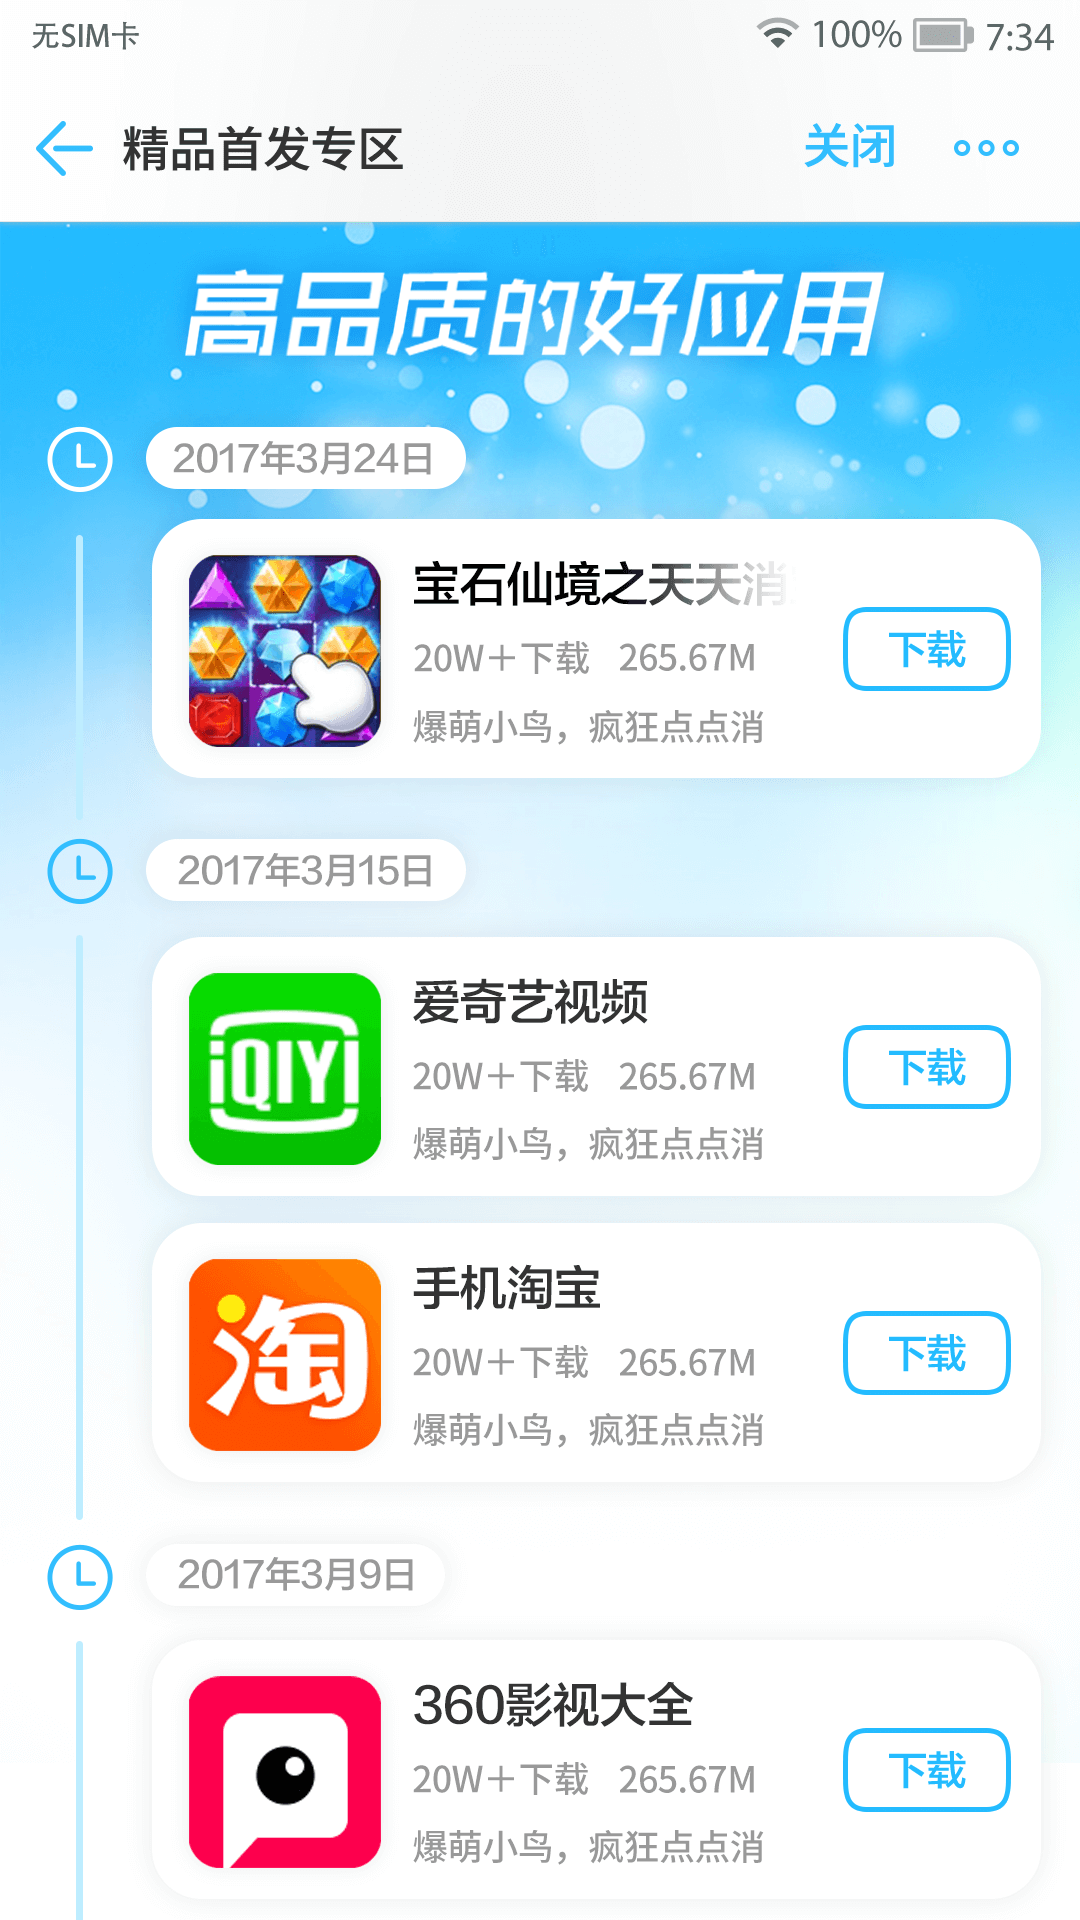 无SIM卡 100% 7:34
精品首发专区 关闭
高品质的好应用
2017年3月24日
宝石仙境之天天消
20W＋下载 265.67M
下载
爆萌小鸟，疯狂点点消
2017年3月15日
iQIYI
爱奇艺视频
20W＋下载 265.67M
下载
爆萌小鸟，疯狂点点消
淘
手机淘宝
20W＋下载 265.67M
下载
爆萌小鸟，疯狂点点消
2017年3月9日
360影视大全
20W＋下载 265.67M
下载
爆萌小鸟，疯狂点点消